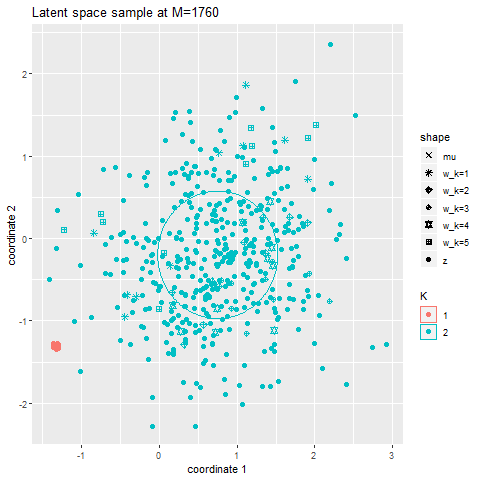 Latent space sample at M=1760
2
1
0
-1
-2
coordinate 2
-1
0
1
2
3
coordinate 1
shape
mu
w_k=1
w_k=2
w_k=3
w_k=4
w_k=5
z
K
1
2